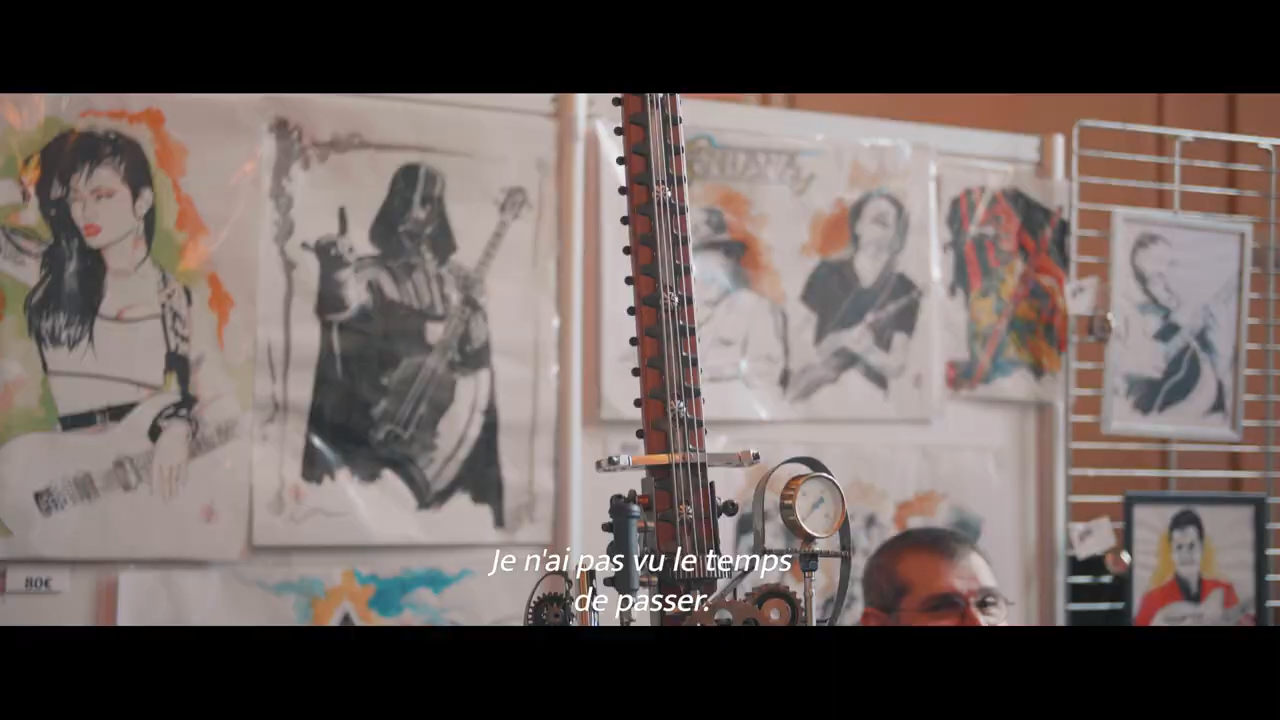 80€
Je n'ai pas vu le temps
de passer.